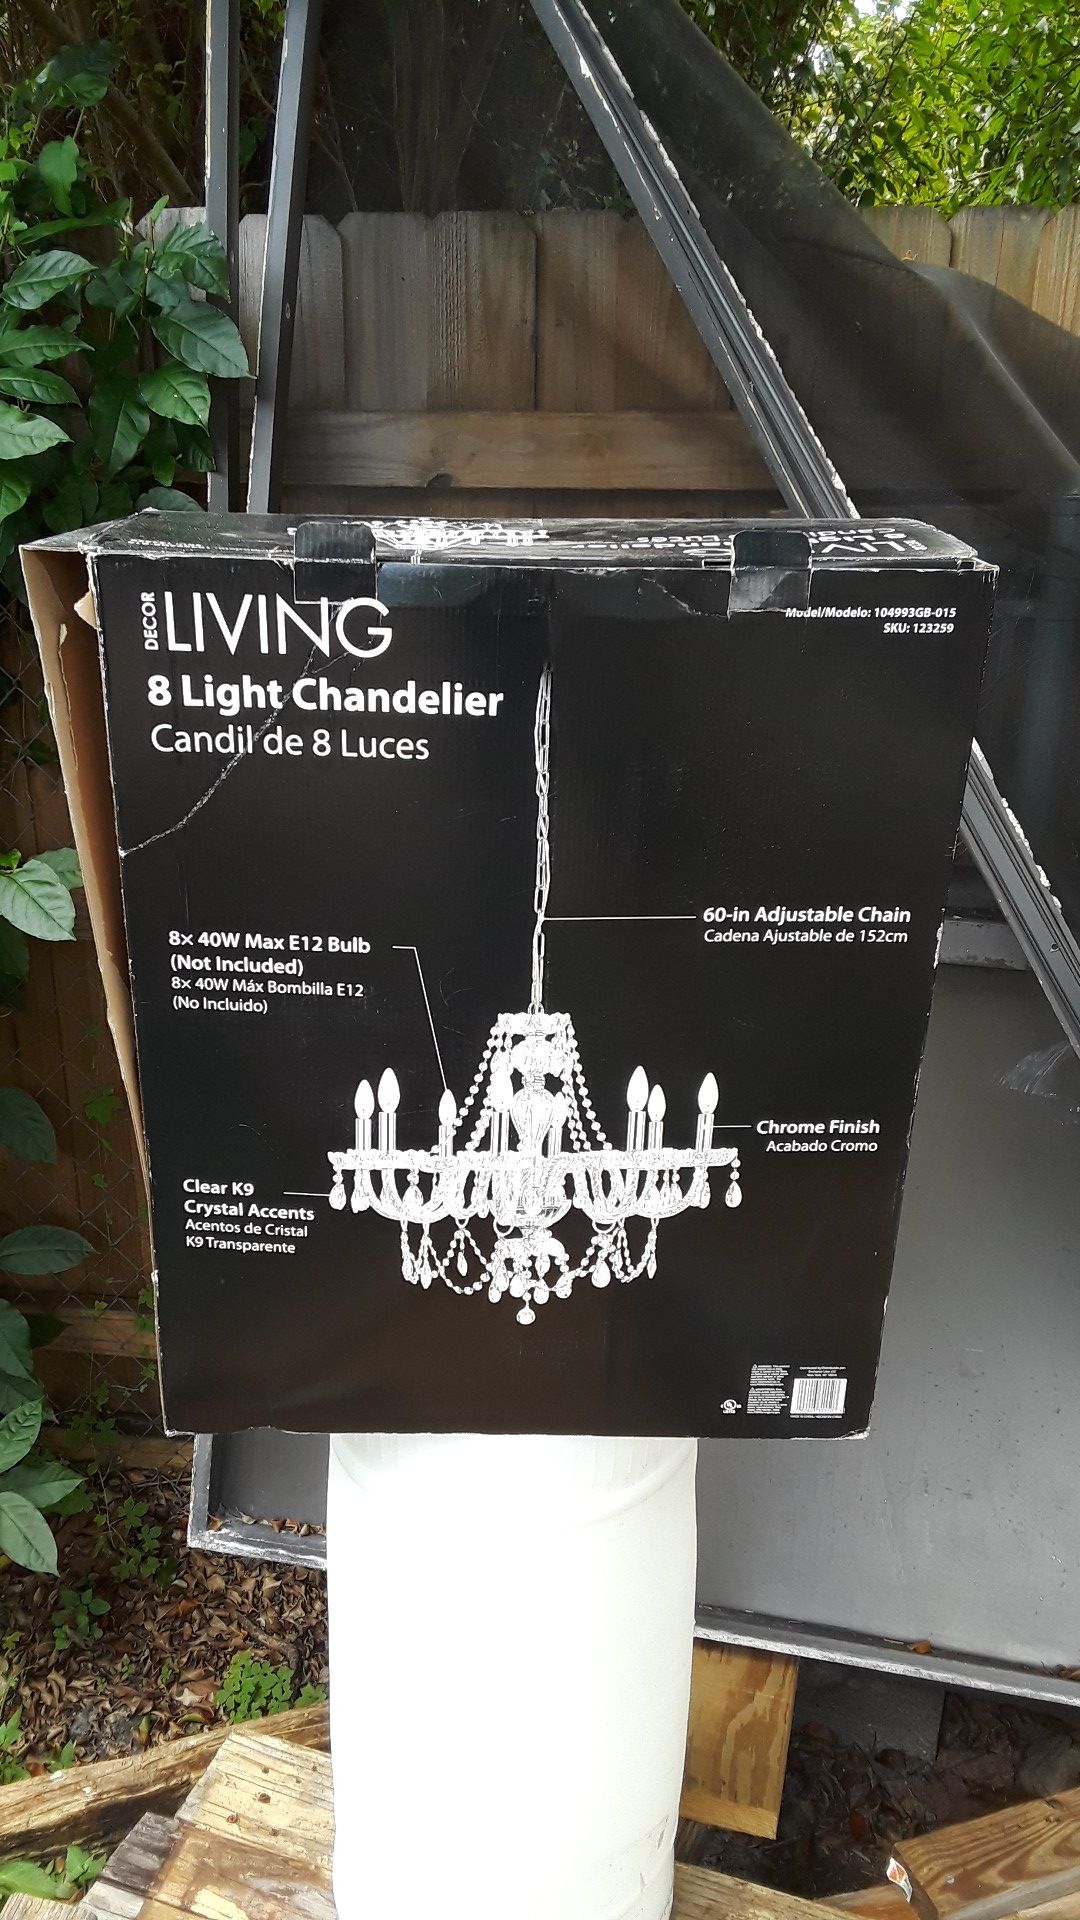 DECOR LIVING
8 Light Chandelier
Candil de 8 Luces
Model/Modelo: 104993GB-015
SKU: 123259
60-in Adjustable Chain
Cadena Ajustable de 152cm
8x 40W Max E12 Bulb
(Not Included)
8x 40W Máx Bombilla E12
(No Incluido)
Chrome Finish
Acabado Cromo
Clear K9
Crystal Accents
Acentos de Cristal
K9 Transparente